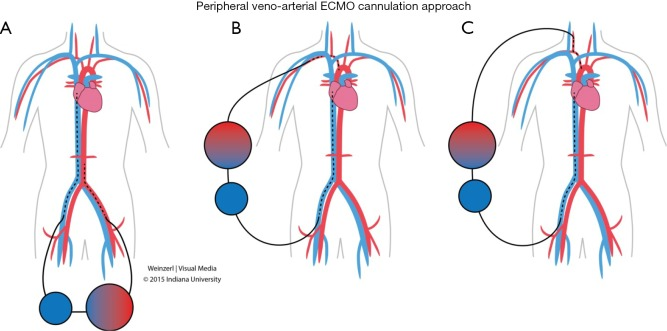 Peripheral veno-arterial ECMO cannulation approach
A
B
C
Weinzerl | Visual Media
© 2015 Indiana University